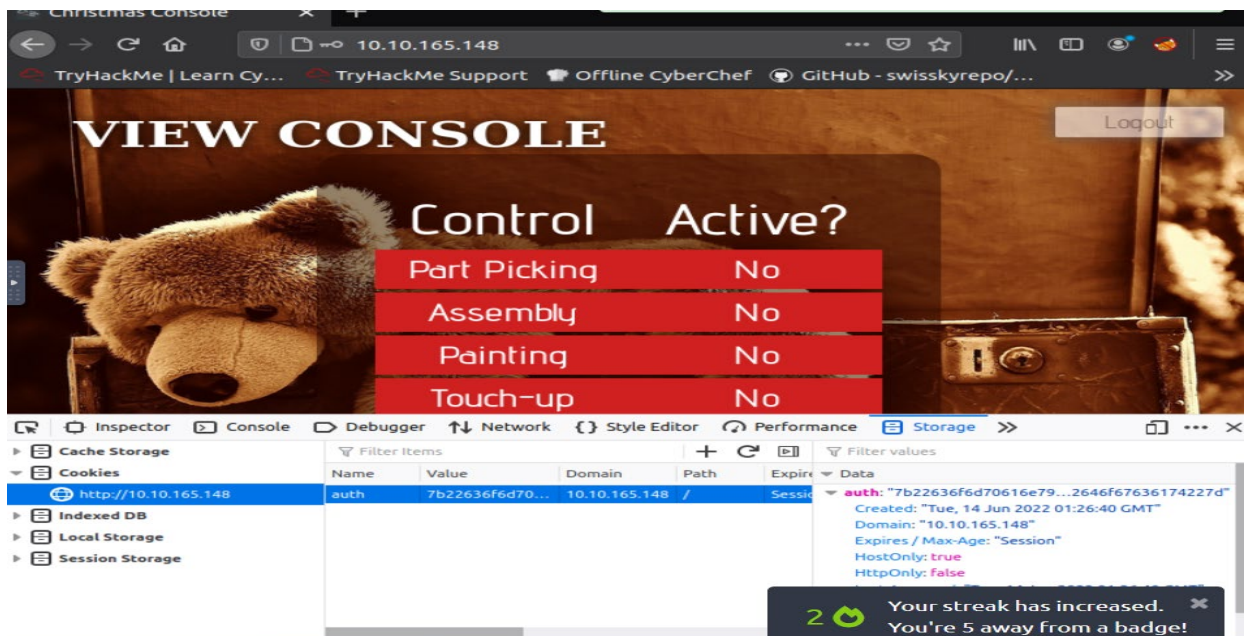 Christmas Console
10.10.165.148
TryHackMe | Learn Cy... TryHackMe Support Offline CyberChef GitHub - swisskyrepo/...
VIEW CONSOLE
Logout
Control Active?
Part Picking No
Assembly No
Painting No
Touch-up No
Inspector Console Debugger Network {} Style Editor Performance Storage
Cache Storage
Cookies
http://10.10.165.148
Indexed DB
Local Storage
Session Storage
Filter Items
Name Value Domain Path Expire
auth 7b22636f6d70... 10.10.165.148 / Sessio
Filter values
Data
auth: "7b22636f6d70616e79...2646f67636174227d"
Created: "Tue, 14 Jun 2022 01:26:40 GMT"
Domain: "10.10.165.148"
Expires / Max-Age: "Session"
HostOnly: true
HttpOnly: false
2 Your streak has increased.
You're 5 away from a badge!